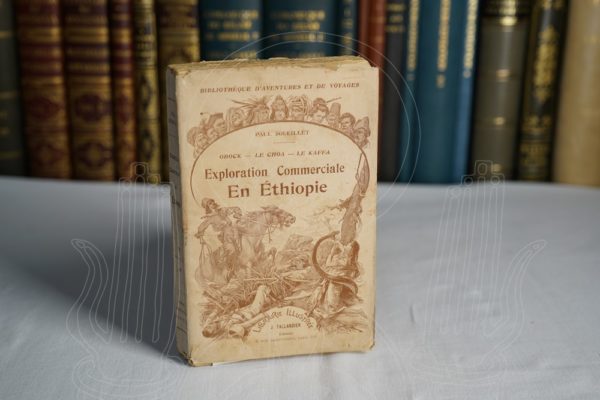 BIBLIOTHÈQUE D'AVENTURES ET DE VOYAGES
PAUL SOLEILLET
OBOCK — LE CHOA — LE KAFFA
Exploration Commerciale
En Éthiopie
LIBRAIRIE ILLUSTRÉE
J. TALLANDIER